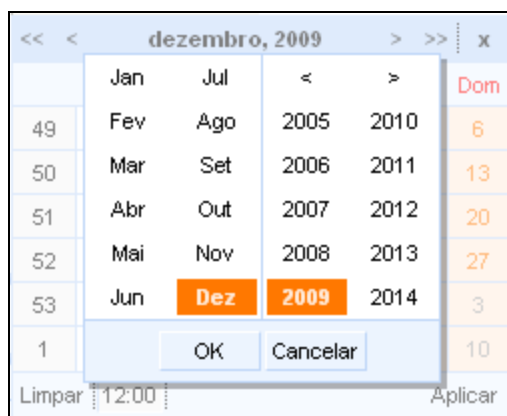 << < dezembro, 2009 > >> x
Jan Jul < > Dom
49 Fev Ago 2005 2010 6
50 Mar Set 2006 2011 13
51 Abr Out 2007 2012 20
52 Mai Nov 2008 2013 27
53 Jun Dez 2009 2014 3
1 OK Cancelar 10
Limpar 12:00 Aplicar